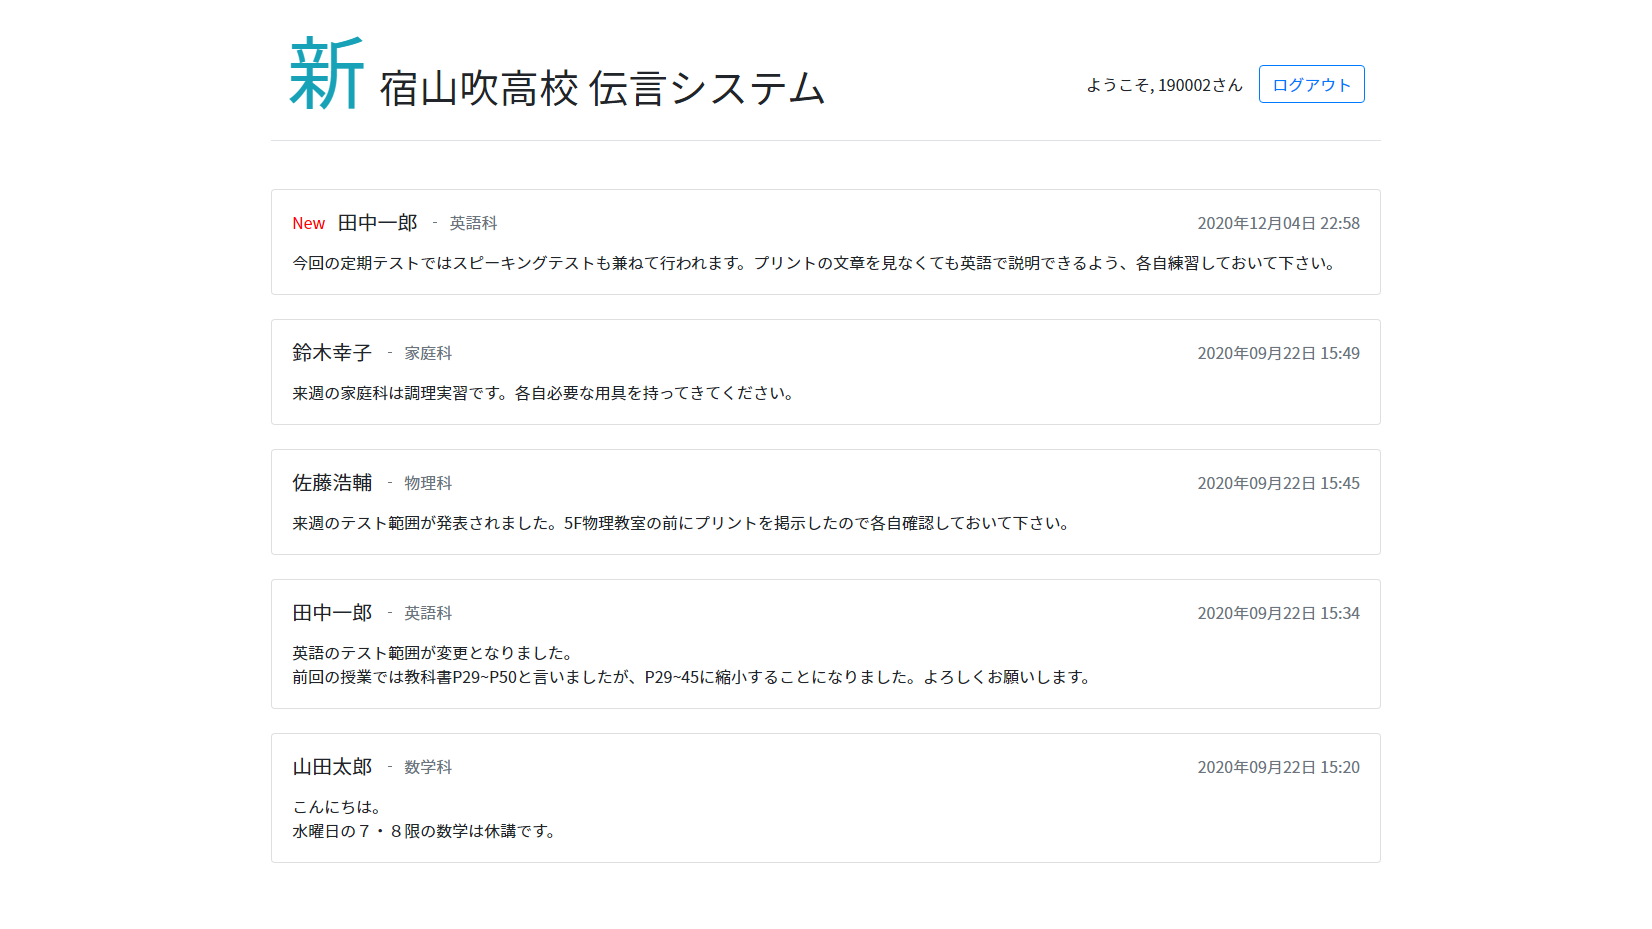 新宿山吹高校 伝言システム
ようこそ, 190002さん ログアウト
New 田中一郎 - 英語科 2020年12月04日 22:58
今回の定期テストではスピーキングテストも兼ねて行われます。プリントの文章を見なくても英語で説明できるよう、各自練習しておいて下さい。
鈴木幸子 - 家庭科 2020年09月22日 15:49
来週の家庭科は調理実習です。各自必要な用具を持ってきてください。
佐藤浩輔 - 物理科 2020年09月22日 15:45
来週のテスト範囲が発表されました。5F物理教室の前にプリントを掲示したので各自確認しておいて下さい。
田中一郎 - 英語科 2020年09月22日 15:34
英語のテスト範囲が変更となりました。
前回の授業では教科書P29~P50と言いましたが、P29~45に縮小することになりました。よろしくお願いします。
山田太郎 - 数学科 2020年09月22日 15:20
こんにちは。
水曜日の７・８限の数学は休講です。